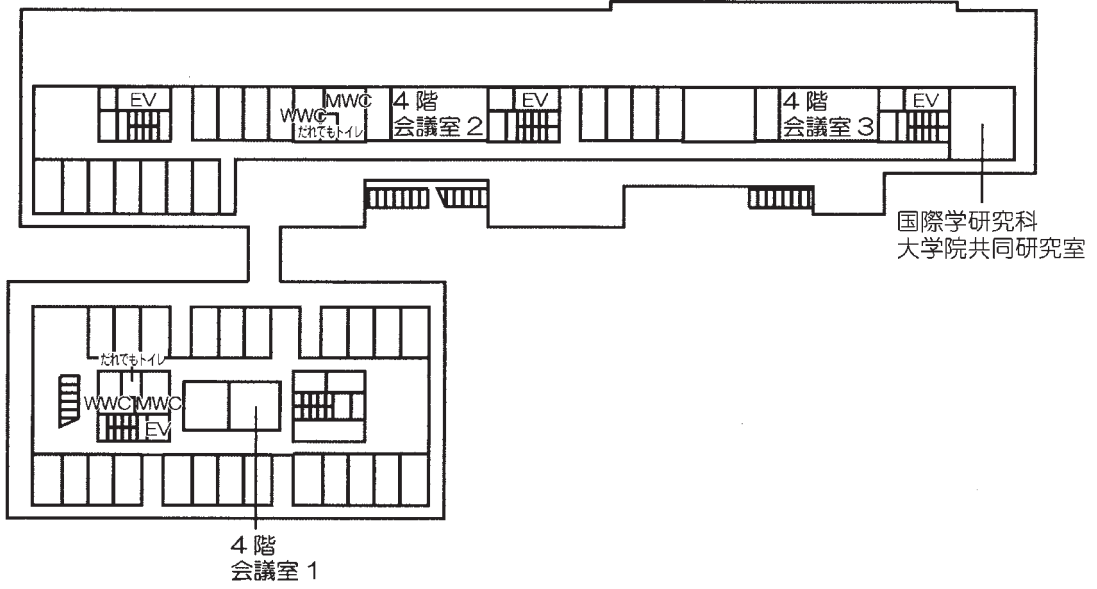 EV
WWC
MWC
だれでもトイレ
4階
会議室2
EV
4階
会議室3
EV
国際学研究科
大学院共同研究室
だれでもトイレ
WWC
MWC
EV
4階
会議室1